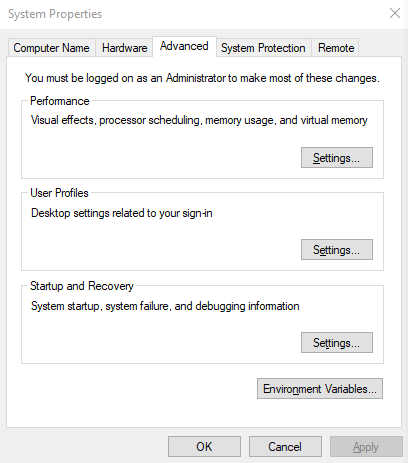 System Properties
Computer Name Hardware Advanced System Protection Remote
You must be logged on as an Administrator to make most of these changes.
Performance
Visual effects, processor scheduling, memory usage, and virtual memory
Settings...
User Profiles
Desktop settings related to your sign-in
Settings...
Startup and Recovery
System startup, system failure, and debugging information
Settings...
Environment Variables...
OK Cancel Apply